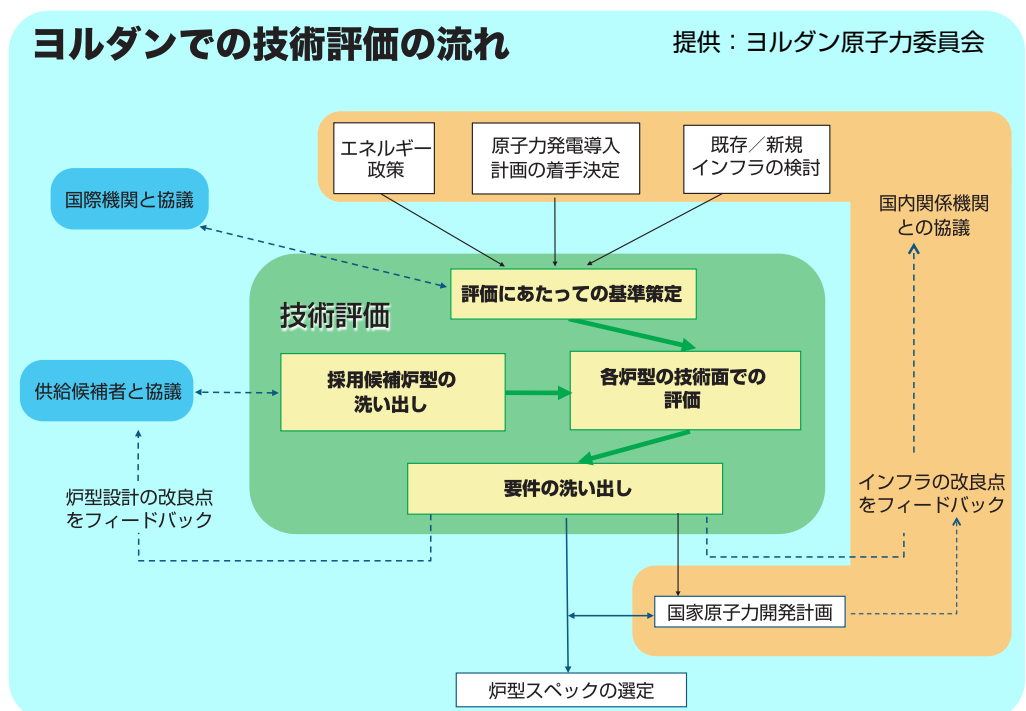 ヨルダンでの技術評価の流れ
提供：ヨルダン原子力委員会
エネルギー
政策
原子力発電導入
計画の着手決定
既存／新規
インフラの検討
国際機関と協議
国内関係機関
との協議
評価にあたっての基準策定
技術評価
供給候補者と協議
採用候補炉型の
洗い出し
各炉型の技術面での
評価
要件の洗い出し
炉型設計の改良点
をフィードバック
インフラの改良点
をフィードバック
国家原子力開発計画
炉型スペックの選定